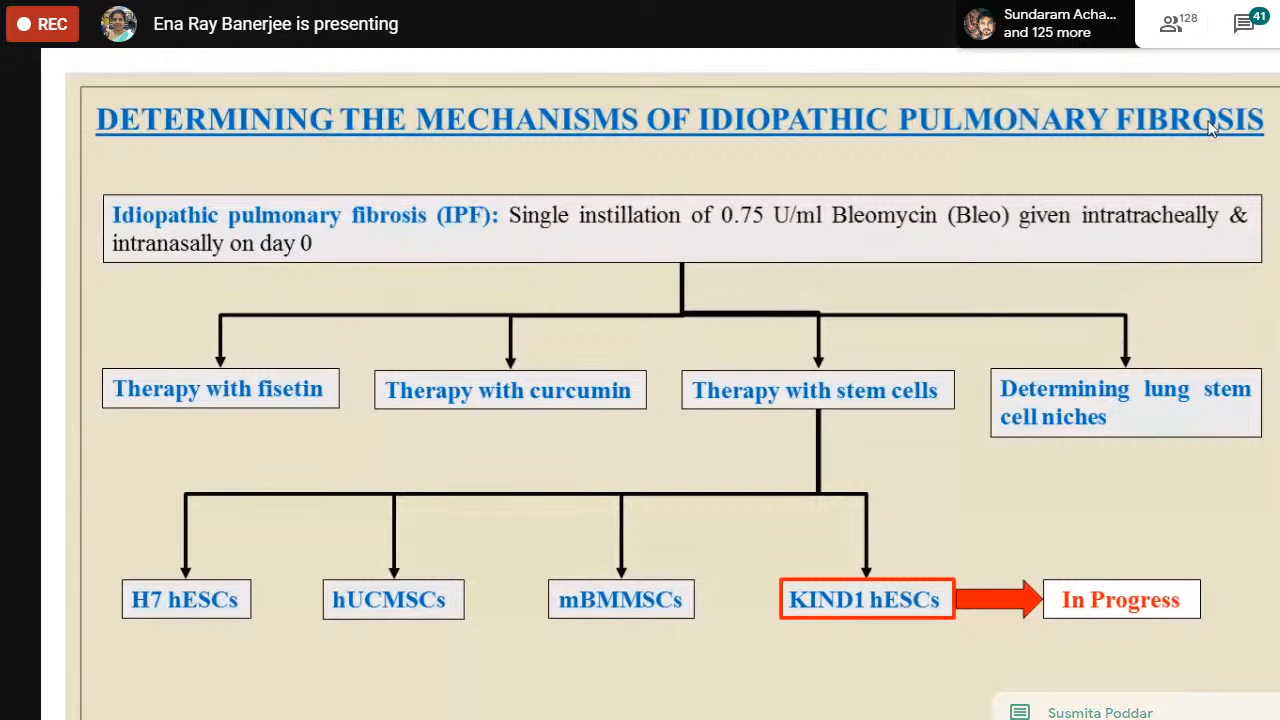 REC
Ena Ray Banerjee is presenting
Sundaram Acha...
and 125 more
128
41
DETERMINING THE MECHANISMS OF IDIOPATHIC PULMONARY FIBROSIS
Idiopathic pulmonary fibrosis (IPF): Single instillation of 0.75 U/ml Bleomycin (Bleo) given intratracheally &
intranasally on day 0
Therapy with fisetin
Therapy with curcumin
Therapy with stem cells
Determining lung stem
cell niches
H7 hESCs
hUCMSCs
mBMMSCs
KIND1 hESCs
In Progress
Susmita Poddar